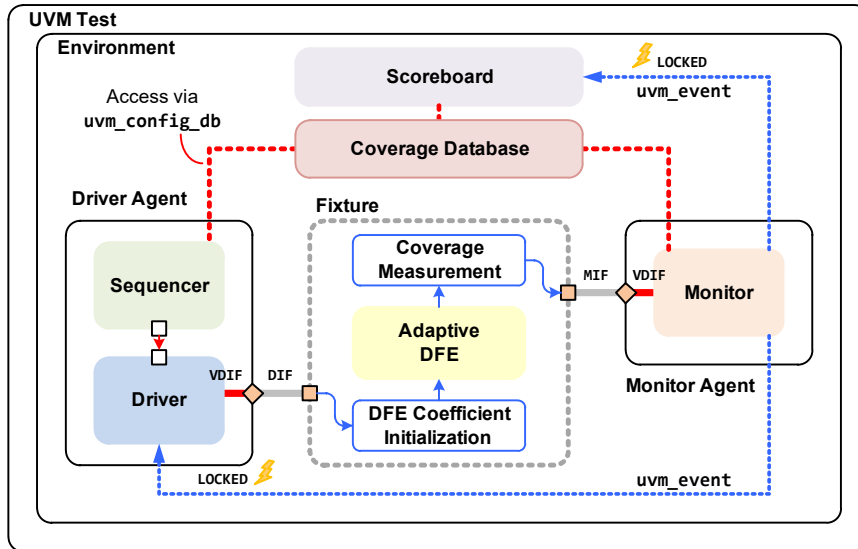 UVM Test
Environment
Scoreboard
LOCKED
uvm_event
Access via
uvm_config_db
Coverage Database
Driver Agent
Fixture
Sequencer
Coverage
Measurement
MIF
VDIF
Monitor
Adaptive
DFE
VDIF
DIF
Driver
Monitor Agent
DFE Coefficient
Initialization
LOCKED
uvm_event